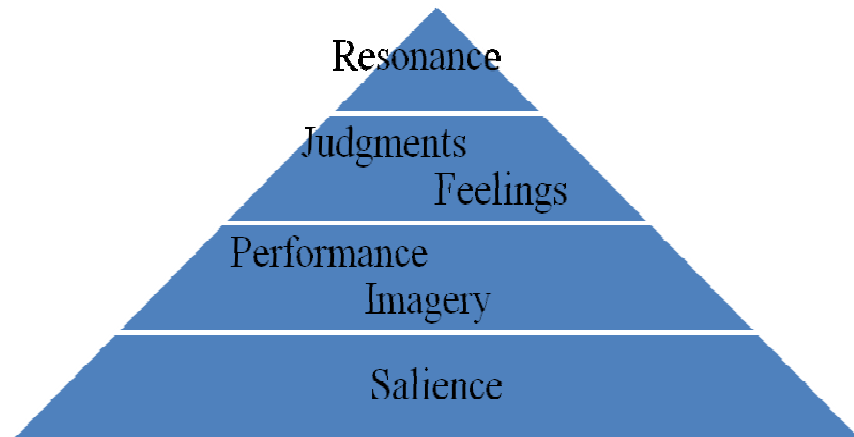 Resonance
Judgments
Feelings
Performance
Imagery
Salience